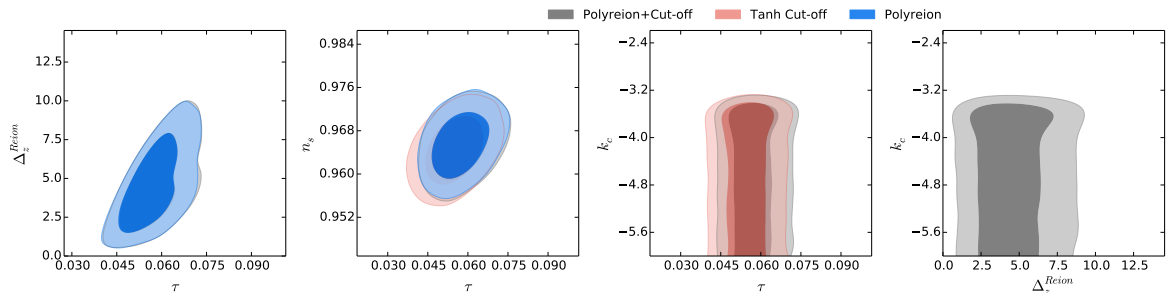 Polyreion+Cut-off Tanh Cut-off Polyreion
12.5
10.0
7.5
5.0
2.5
0.0
Δ_z^{Reion}
0.030 0.045 0.060 0.075 0.090
τ
0.984
0.976
0.968
0.960
0.952
n_s
0.030 0.045 0.060 0.075 0.090
τ
−2.4
−3.2
−4.0
−4.8
−5.6
k_c
0.030 0.045 0.060 0.075 0.090
τ
−2.4
−3.2
−4.0
−4.8
−5.6
k_c
0.0 2.5 5.0 7.5 10.0 12.5
Δ_z^{Reion}